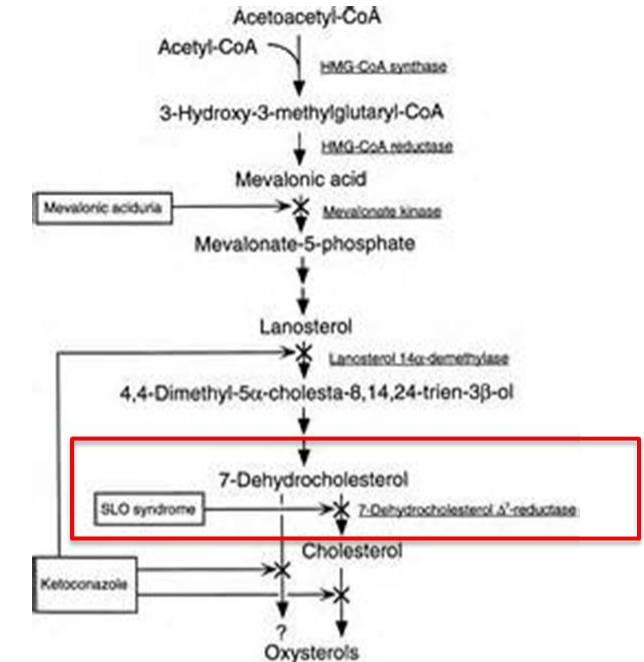 Acetoacetyl-CoA
Acetyl-CoA
HMG-CoA synthase
3-Hydroxy-3-methylglutaryl-CoA
HMG-CoA reductase
Mevalonic acid
Mevalonic aciduria
Mevalonate kinase
Mevalonate-5-phosphate
Lanosterol
Lanosterol 14α-demethylase
4,4-Dimethyl-5α-cholesta-8,14,24-trien-3β-ol
7-Dehydrocholesterol
SLO syndrome
7-Dehydrocholesterol Δ⁷-reductase
Cholesterol
Ketoconazole
?
Oxysterols